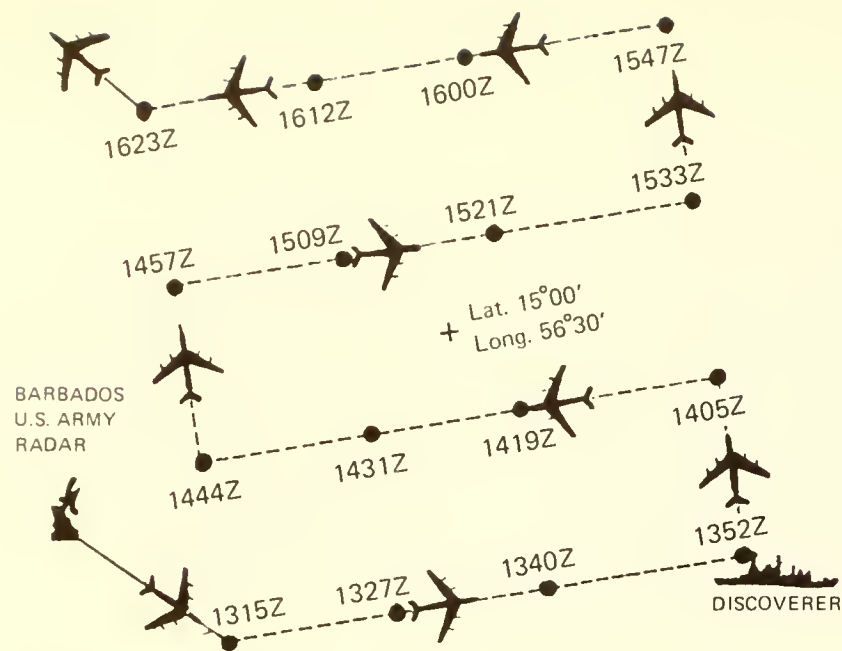 1547Z
1600Z
1612Z
1623Z
1533Z
1521Z
1509Z
1457Z
Lat. 15°00′
Long. 56°30′
BARBADOS
U.S. ARMY
RADAR
1405Z
1419Z
1431Z
1444Z
1352Z
1340Z
1327Z
1315Z
DISCOVERER